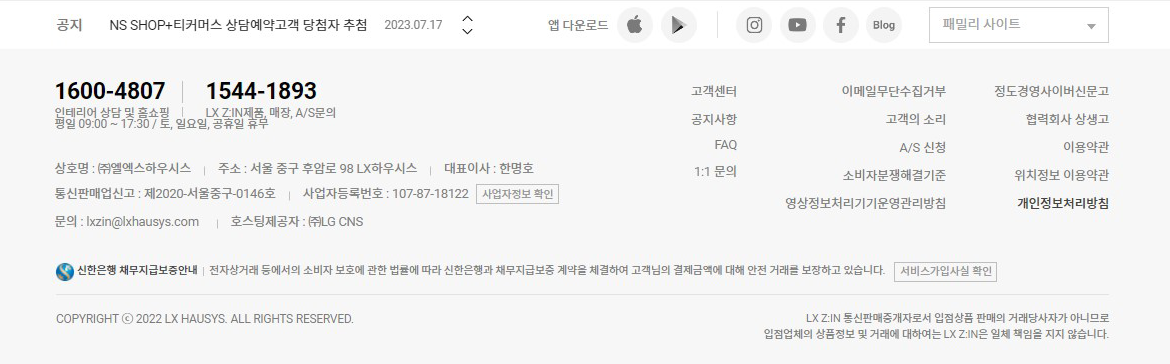 공지 NS SHOP+티커머스 상담예약고객 당첨자 추첨 2023.07.17 앱 다운로드 Blog 패밀리 사이트
1600-4807 1544-1893
인테리어 상담 및 홈쇼핑 LX Z:IN제품, 매장, A/S문의
평일 09:00 ~ 17:30 / 토, 일요일, 공휴일 휴무
고객센터 이메일무단수집거부 정도경영사이버신문고
공지사항 고객의 소리 협력회사 상생고
FAQ A/S 신청 이용약관
1:1 문의 소비자분쟁해결기준 위치정보 이용약관
영상정보처리기기운영관리방침 개인정보처리방침
상호명 : ㈜엘엑스하우시스 주소 : 서울 중구 후암로 98 LX하우시스 대표이사 : 한명호
통신판매업신고 : 제2020-서울중구-0146호 사업자등록번호 : 107-87-18122 사업자정보 확인
문의 : lxzin@lxhausys.com 호스팅제공자 : ㈜LG CNS
신한은행 채무지급보증안내 전자상거래 등에서의 소비자 보호에 관한 법률에 따라 신한은행과 채무지급보증 계약을 체결하여 고객님의 결제금액에 대해 안전 거래를 보장하고 있습니다. 서비스가입사실 확인
COPYRIGHT ⓒ 2022 LX HAUSYS. ALL RIGHTS RESERVED.
LX Z:IN 통신판매중개자로서 입점상품 판매의 거래당사자가 아니므로
입점업체의 상품정보 및 거래에 대하여는 LX Z:IN은 일체 책임을 지지 않습니다.